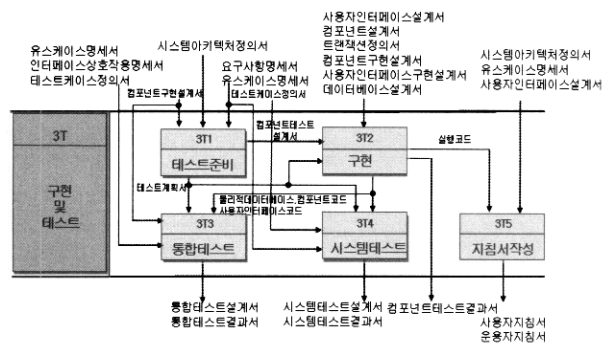 유스케이스명세서
인터페이스상호작용명세서
테스트케이스정의서
시스템아키텍처정의서
요구사항명세서
유스케이스명세서
테스트케이스정의서
사용자인터페이스설계서
컴포넌트설계서
트랜잭션정의서
컴포넌트구현설계서
사용자인터페이스구현설계서
데이터베이스설계서
시스템아키텍처정의서
유스케이스명세서
사용자인터페이스설계서
컴포넌트구현설계서
3T
구현
및
테스트
3T1
테스트준비
컴포넌트테스트
설계서
3T2
구현
실행코드
테스트계획서
물리적데이터베이스,컴포넌트코드
사용자인터페이스코드
3T3
통합테스트
3T4
시스템테스트
3T5
지침서작성
통합테스트설계서
통합테스트결과서
시스템테스트설계서
시스템테스트결과서
컴포넌트테스트결과서
사용자지침서
운용자지침서